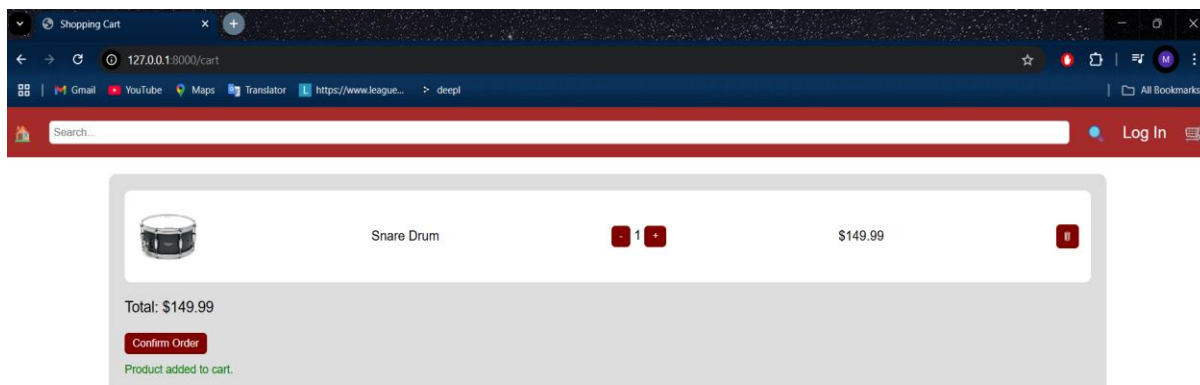 Shopping Cart
127.0.0.1:8000/cart
M
Gmail YouTube Maps Translator L https://www.league... deepl All Bookmarks
Search... Log In
Snare Drum - 1 + $149.99
Total: $149.99
Confirm Order
Product added to cart.